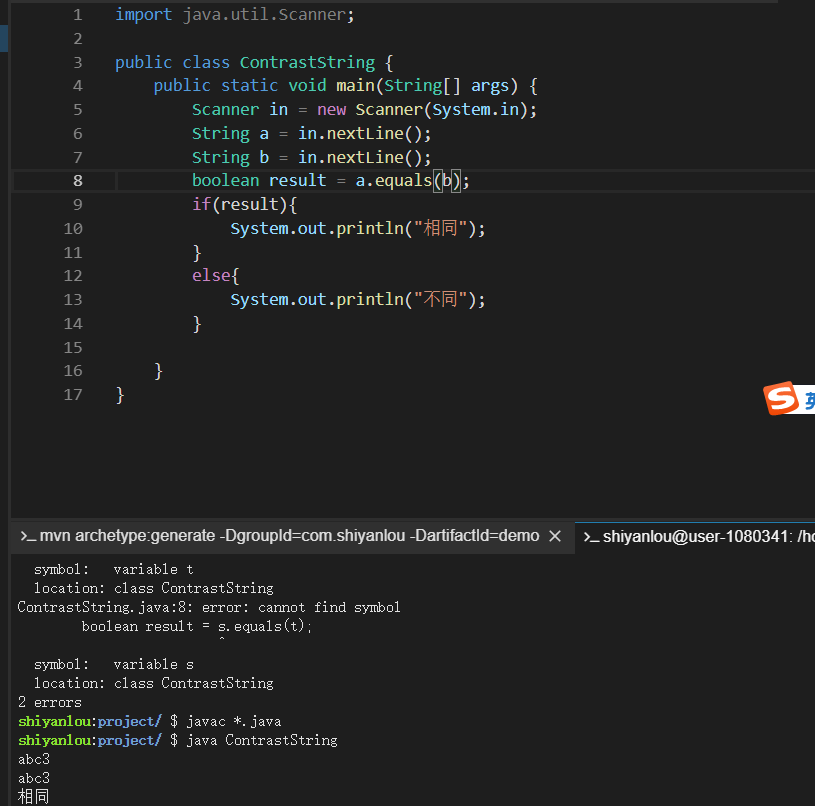 1 import java.util.Scanner;
2
3 public class ContrastString {
4 public static void main(String[] args) {
5 Scanner in = new Scanner(System.in);
6 String a = in.nextLine();
7 String b = in.nextLine();
8 boolean result = a.equals(b);
9 if(result){
10 System.out.println("相同");
11 }
12 else{
13 System.out.println("不同");
14 }
15
16 }
17 }
S 英
>_ mvn archetype:generate -DgroupId=com.shiyanlou -DartifactId=demo × >_ shiyanlou@user-1080341: /ho
symbol: variable t
location: class ContrastString
ContrastString.java:8: error: cannot find symbol
boolean result = s.equals(t);
^
symbol: variable s
location: class ContrastString
2 errors
shiyanlou:project/ $ javac *.java
shiyanlou:project/ $ java ContrastString
abc3
abc3
相同